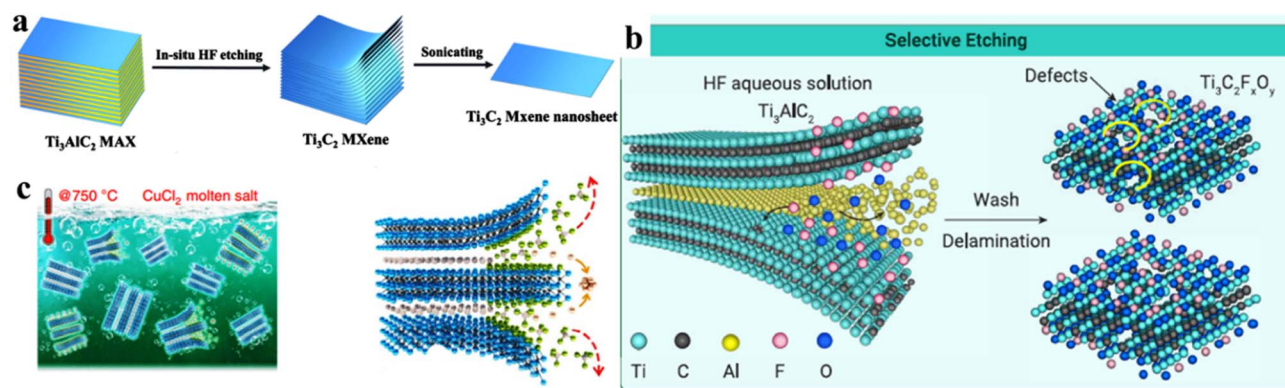 a
In-situ HF etching
Sonicating
Ti₃AlC₂ MAX
Ti₃C₂ MXene
Ti₃C₂ Mxene nanosheet
b
Selective Etching
HF aqueous solution
Ti₃AlC₂
Defects
Ti₃C₂FₓOᵧ
Wash
Delamination
Ti
C
Al
F
O
c
@750 °C
CuCl₂ molten salt